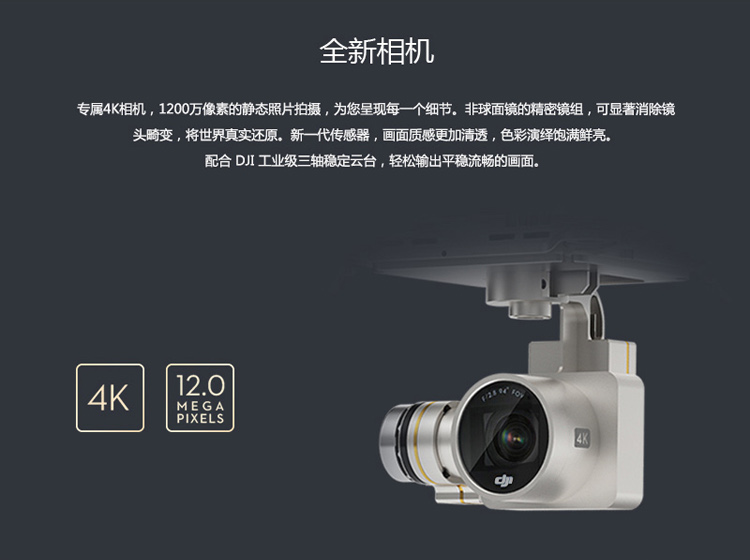 全新相机
专属4K相机，1200万像素的静态照片拍摄，为您呈现每一个细节。非球面镜的精密镜组，可显著消除镜
头畸变，将世界真实还原。新一代传感器，画面质感更加清透，色彩演绎饱满鲜亮。
配合 DJI 工业级三轴稳定云台，轻松输出平稳流畅的画面。
4K
12.0
MEGA
PIXELS
f/2.8 94° FOV
4K
dji